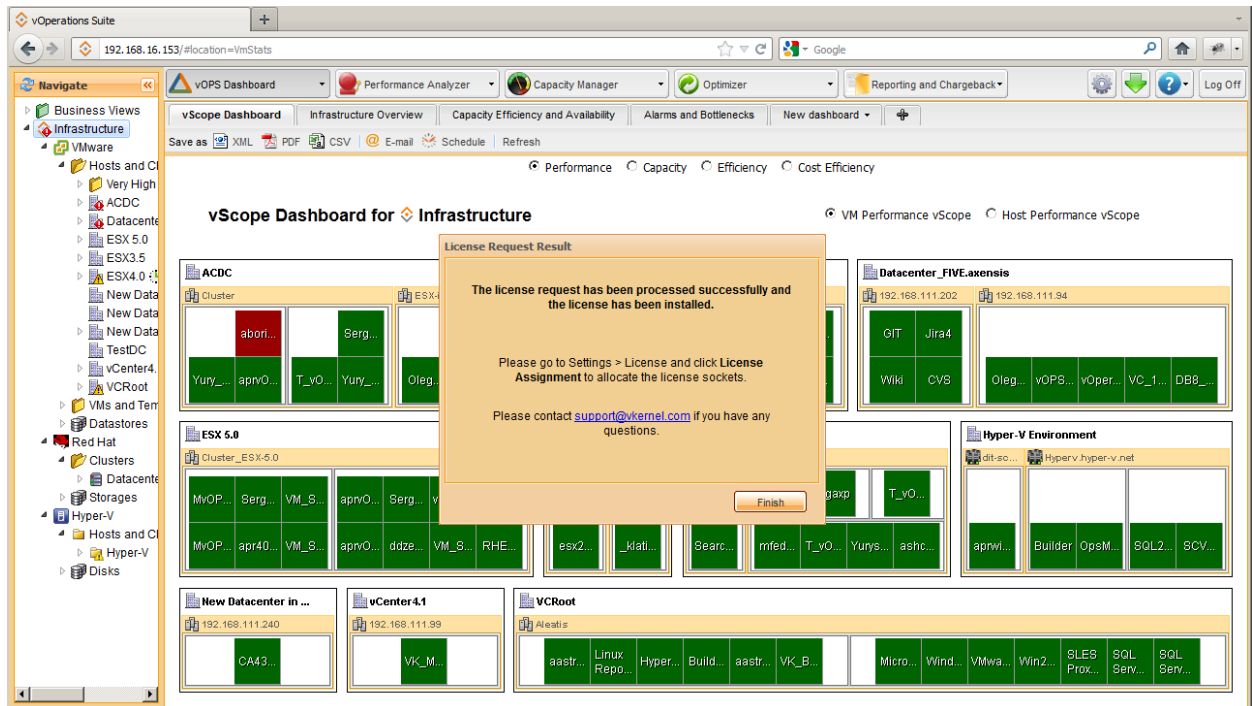 vOperations Suite
192.168.16.153/#location=VmStats
Google
Navigate
vOPS Dashboard
Performance Analyzer
Capacity Manager
Optimizer
Reporting and Chargeback
Log Off
Business Views
Infrastructure
VMware
Hosts and Cl
Very High
ACDC
Datacente
ESX 5.0
ESX3.5
ESX4.0
New Data
New Data
New Data
TestDC
vCenter4.
VCRoot
VMs and Tem
Datastores
Red Hat
Clusters
Datacente
Storages
Hyper-V
Hosts and Cl
Hyper-V
Disks
vScope Dashboard
Infrastructure Overview
Capacity Efficiency and Availability
Alarms and Bottlenecks
New dashboard
Save as XML PDF CSV E-mail Schedule Refresh
Performance Capacity Efficiency Cost Efficiency
vScope Dashboard for Infrastructure
VM Performance vScope Host Performance vScope
ACDC
Cluster
ESX-i
abori...
Serg...
Yury_... aprvO... T_vO... Yury_... Oleg..
Datacenter_FIVE.axensis
192.168.111.202 192.168.111.94
GIT Jira4
Wiki CVS Oleg... vOPS... vOper... VC_1... DB8_...
License Request Result
The license request has been processed successfully and
the license has been installed.
Please go to Settings > License and click License
Assignment to allocate the license sockets.
Please contact support@vkernel.com if you have any
questions.
Finish
ESX 5.0
Cluster_ESX-5.0
MvOP... Serg... VM_S... aprvO... Serg... v
gaxp T_vO...
MvOP... apr40... VM_S... aprvO... ddze... VM_S... RHE... esx2... _klati... Searc... mfed... T_vO... Yurys... ashc...
Hyper-V Environment
dit-sc... Hyperv.hyper-v.net
aprwi... Builder OpsM... SQL2... SCV...
New Datacenter in ...
192.168.111.240
CA43...
vCenter4.1
192.168.111.99
VK_M...
VCRoot
Aleatis
aastr... Linux Repo... Hyper... Build... aastr... VK_B... Micro... Wind... VMwa... Win2... SLES Prox... SQL Serv... SQL Serv...